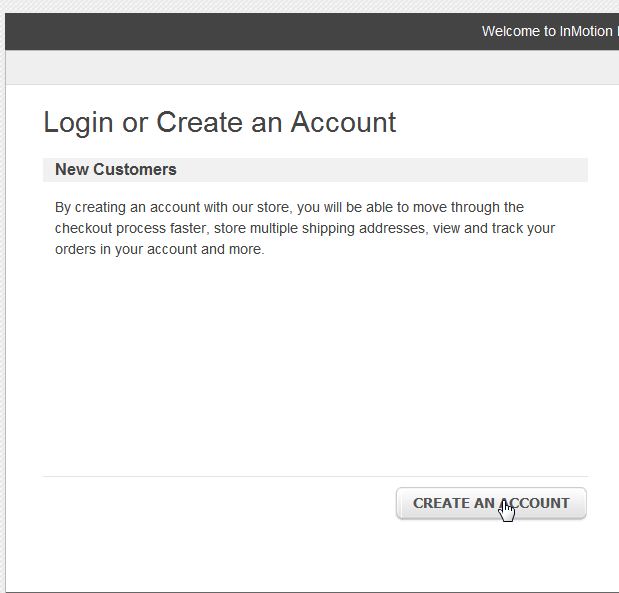 Welcome to InMotion
Login or Create an Account
New Customers
By creating an account with our store, you will be able to move through the
checkout process faster, store multiple shipping addresses, view and track your
orders in your account and more.
CREATE AN ACCOUNT